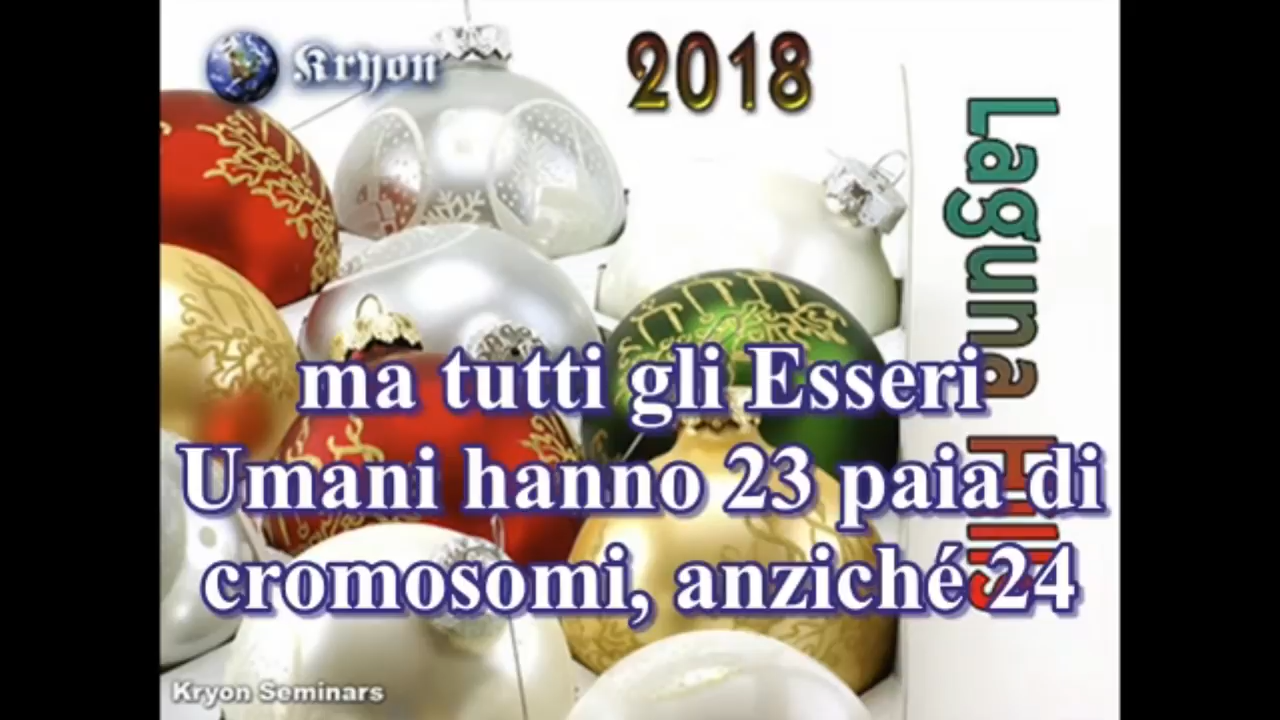 Kryon
2018
Laguna Hills
ma tutti gli Esseri
Umani hanno 23 paia di
cromosomi, anziché 24
Kryon Seminars